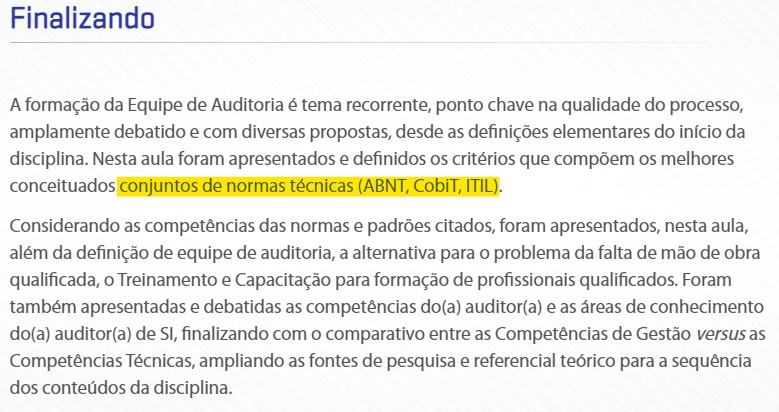 Finalizando
A formação da Equipe de Auditoria é tema recorrente, ponto chave na qualidade do processo,
amplamente debatido e com diversas propostas, desde as definições elementares do início da
disciplina. Nesta aula foram apresentados e definidos os critérios que compõem os melhores
conceituados conjuntos de normas técnicas (ABNT, CobiT, ITIL).
Considerando as competências das normas e padrões citados, foram apresentados, nesta aula,
além da definição de equipe de auditoria, a alternativa para o problema da falta de mão de obra
qualificada, o Treinamento e Capacitação para formação de profissionais qualificados. Foram
também apresentadas e debatidas as competências do(a) auditor(a) e as áreas de conhecimento
do(a) auditor(a) de SI, finalizando com o comparativo entre as Competências de Gestão versus as
Competências Técnicas, ampliando as fontes de pesquisa e referencial teórico para a sequência
dos conteúdos da disciplina.